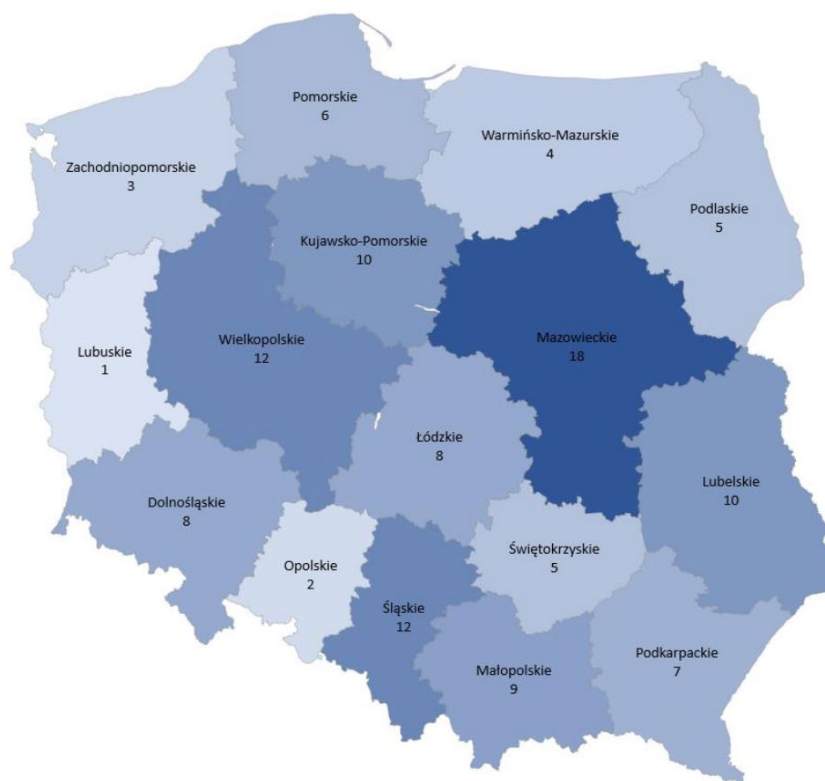 Pomorskie
6
Warmińsko-Mazurskie
4
Zachodniopomorskie
3
Podlaskie
5
Kujawsko-Pomorskie
10
Wielkopolskie
12
Mazowieckie
18
Lubuskie
1
Łódzkie
8
Lubelskie
10
Dolnośląskie
8
Świętokrzyskie
5
Opolskie
2
Śląskie
12
Małopolskie
9
Podkarpackie
7